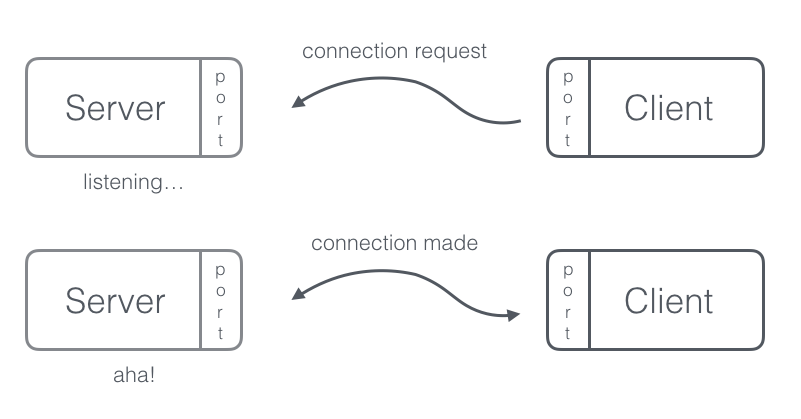 connection request
Server
p
o
r
t
p
o
r
t
Client
listening...
connection made
Server
p
o
r
t
p
o
r
t
Client
aha!